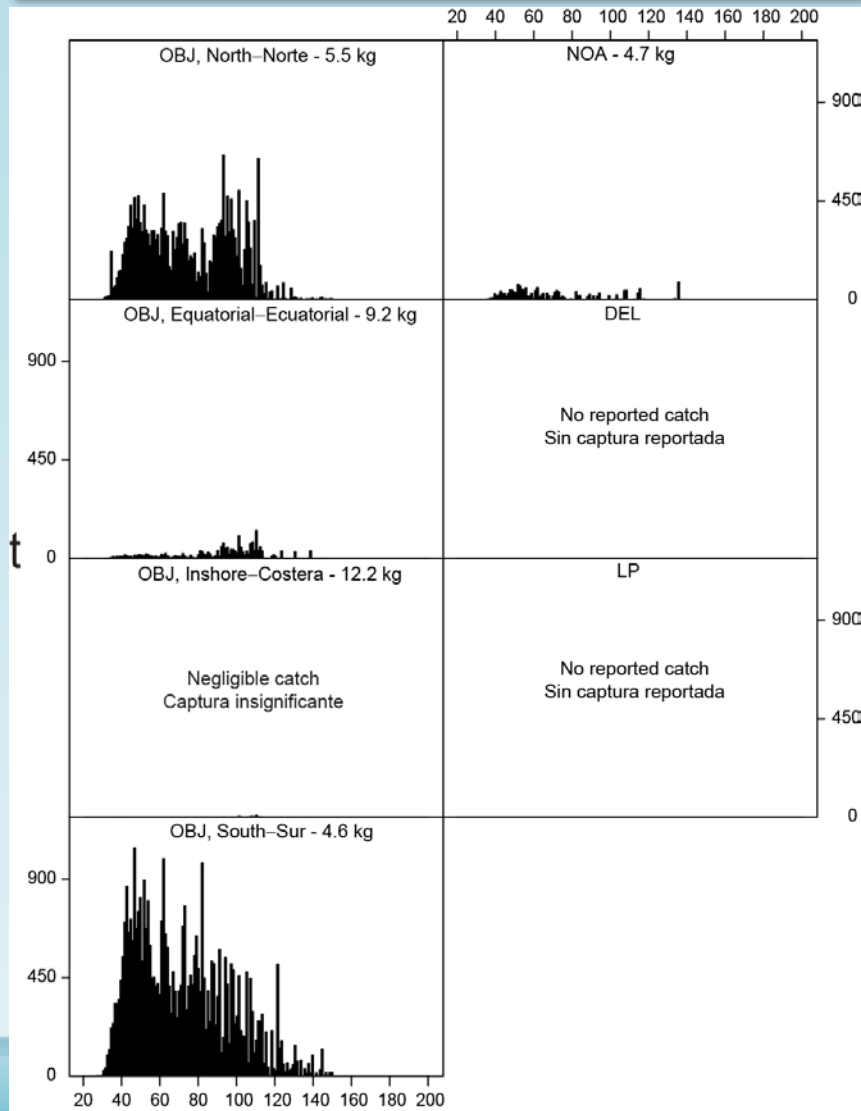 20 40 60 80 100 120 140 160 180 200
OBJ, North–Norte - 5.5 kg
NOA - 4.7 kg
900
450
0
OBJ, Equatorial–Ecuatorial - 9.2 kg
DEL
900
450
0
No reported catch
Sin captura reportada
t
OBJ, Inshore–Costera - 12.2 kg
LP
Negligible catch
Captura insignificante
No reported catch
Sin captura reportada
900
450
0
OBJ, South–Sur - 4.6 kg
900
450
0
20 40 60 80 100 120 140 160 180 200